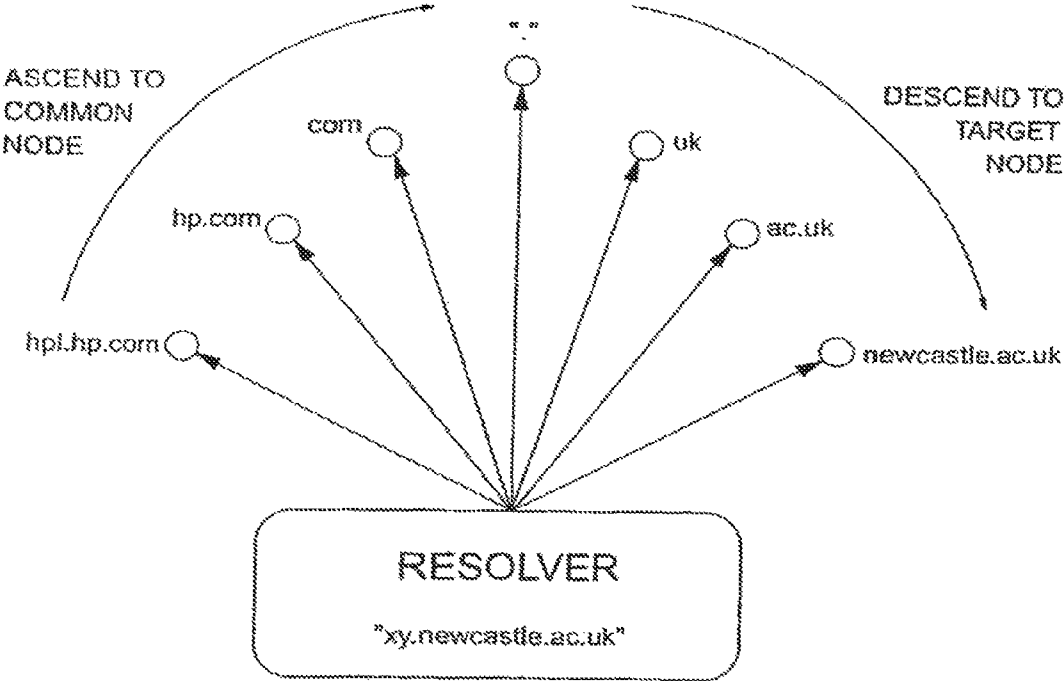 "."
ASCEND TO
COMMON
NODE
DESCEND TO
TARGET
NODE
com
uk
hp.com
ac.uk
hpl.hp.com
newcastle.ac.uk
RESOLVER
"xy.newcastle.ac.uk"